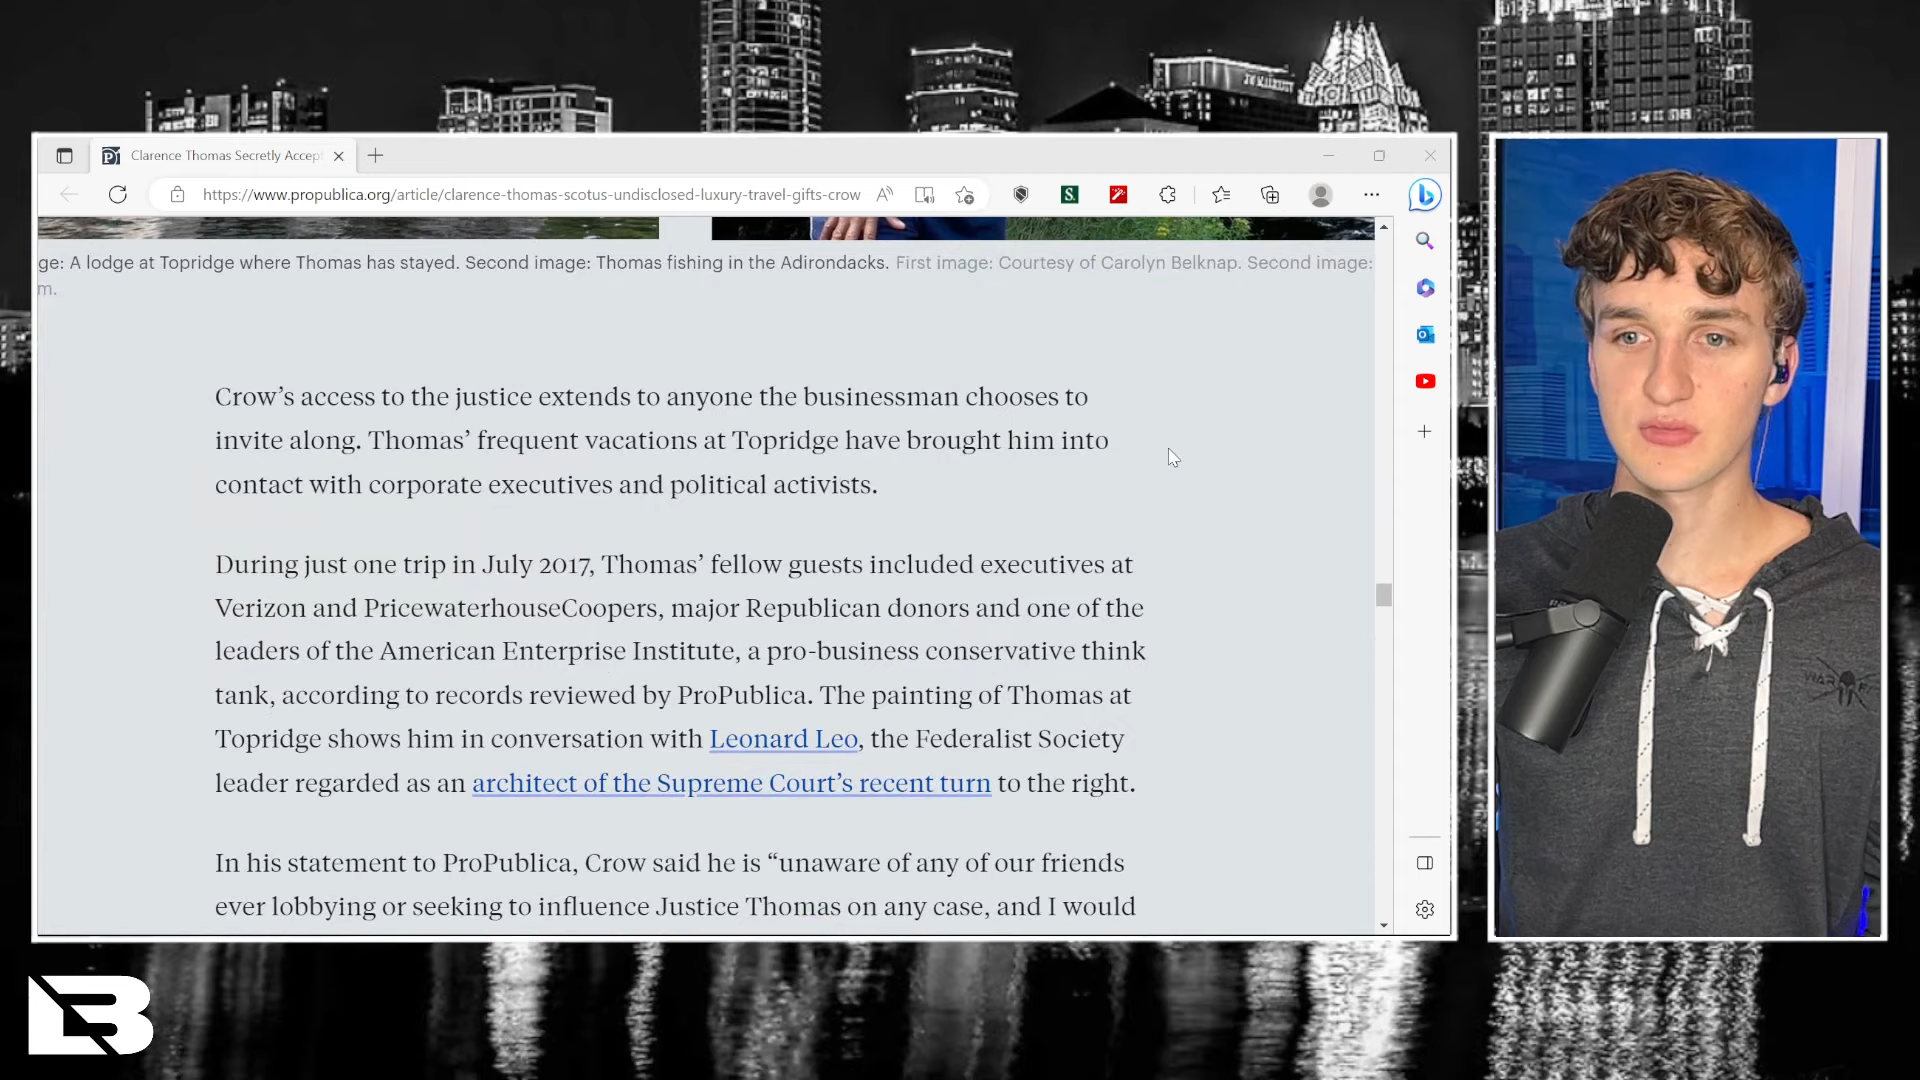 Clarence Thomas Secretly Accep
https://www.propublica.org/article/clarence-thomas-scotus-undisclosed-luxury-travel-gifts-crow
ge: A lodge at Topridge where Thomas has stayed. Second image: Thomas fishing in the Adirondacks. First image: Courtesy of Carolyn Belknap. Second image:
m.
Crow’s access to the justice extends to anyone the businessman chooses to
invite along. Thomas’ frequent vacations at Topridge have brought him into
contact with corporate executives and political activists.
During just one trip in July 2017, Thomas’ fellow guests included executives at
Verizon and PricewaterhouseCoopers, major Republican donors and one of the
leaders of the American Enterprise Institute, a pro-business conservative think
tank, according to records reviewed by ProPublica. The painting of Thomas at
Topridge shows him in conversation with Leonard Leo, the Federalist Society
leader regarded as an architect of the Supreme Court’s recent turn to the right.
In his statement to ProPublica, Crow said he is “unaware of any of our friends
ever lobbying or seeking to influence Justice Thomas on any case, and I would